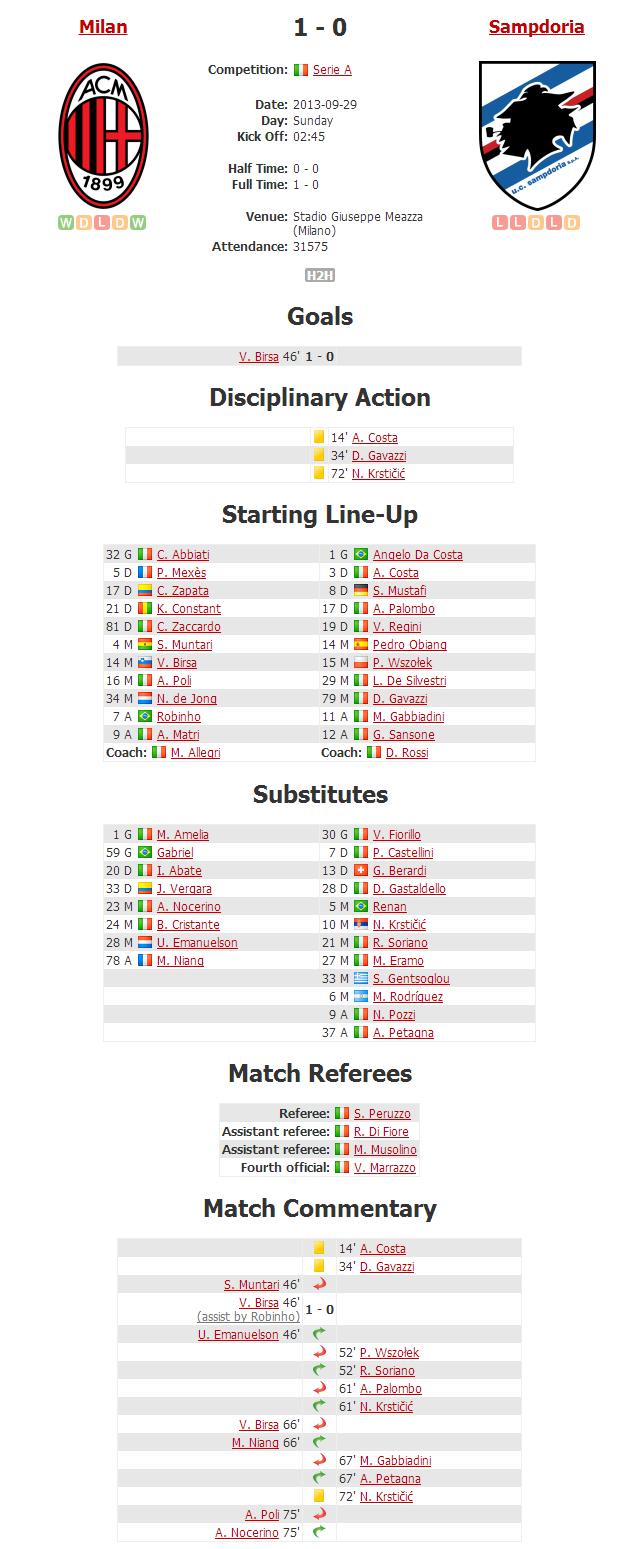 Milan
1 - 0
Sampdoria
ACM
1899
u.c. sampdoria s.p.a.
Competition: Serie A
Date: 2013-09-29
Day: Sunday
Kick Off: 02:45
Half Time: 0 - 0
Full Time: 1 - 0
Venue: Stadio Giuseppe Meazza
(Milano)
Attendance: 31575
W D L D W
L L D L D
H2H
Goals
V. Birsa 46' 1 - 0
Disciplinary Action
14' A. Costa
34' D. Gavazzi
72' N. Krstičić
Starting Line-Up
32 G C. Abbiati 1 G Angelo Da Costa
5 D P. Mexès 3 D A. Costa
17 D C. Zapata 8 D S. Mustafi
21 D K. Constant 17 D A. Palombo
81 D C. Zaccardo 19 D V. Regini
4 M S. Muntari 14 M Pedro Obiang
14 M V. Birsa 15 M P. Wszołek
16 M A. Poli 29 M L. De Silvestri
34 M N. de Jong 79 M D. Gavazzi
7 A Robinho 11 A M. Gabbiadini
9 A A. Matri 12 A G. Sansone
Coach: M. Allegri Coach: D. Rossi
Substitutes
1 G M. Amelia 30 G V. Fiorillo
59 G Gabriel 7 D P. Castellini
20 D I. Abate 13 D G. Berardi
33 D J. Vergara 28 D D. Gastaldello
23 M A. Nocerino 5 M Renan
24 M B. Cristante 10 M N. Krstičić
28 M U. Emanuelson 21 M R. Soriano
78 A M. Niang 27 M M. Eramo
33 M S. Gentsoglou
6 M M. Rodríguez
9 A N. Pozzi
37 A A. Petagna
Match Referees
Referee: S. Peruzzo
Assistant referee: R. Di Fiore
Assistant referee: M. Musolino
Fourth official: V. Marrazzo
Match Commentary
14' A. Costa
34' D. Gavazzi
S. Muntari 46'
V. Birsa 46' 1 - 0
(assist by Robinho)
U. Emanuelson 46'
52' P. Wszołek
52' R. Soriano
61' A. Palombo
61' N. Krstičić
V. Birsa 66'
M. Niang 66'
67' M. Gabbiadini
67' A. Petagna
72' N. Krstičić
A. Poli 75'
A. Nocerino 75'